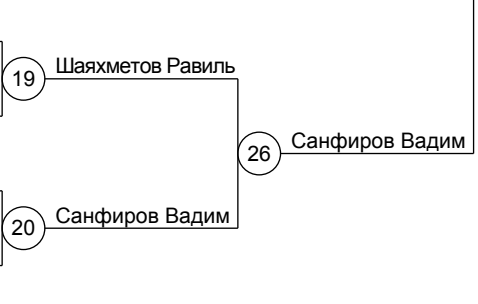 19 Шаяхметов Равиль
26 Санфиров Вадим
20 Санфиров Вадим